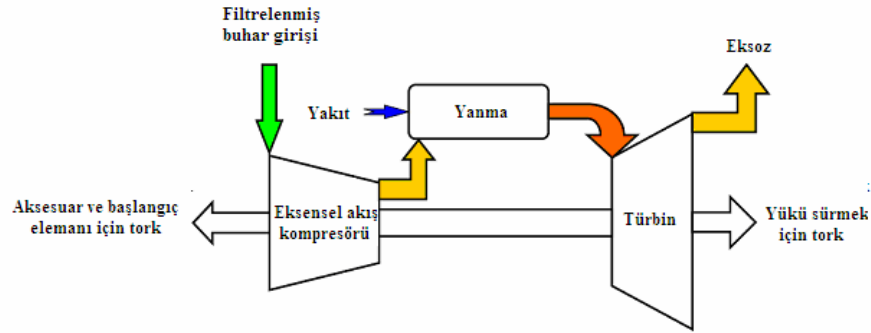 Filtrelenmiş
buhar girişi
Eksoz
Yakıt
Yanma
Aksesuar ve başlangıç
elemanı için tork
Eksensel akış
kompresörü
Türbin
Yükü sürmek
için tork